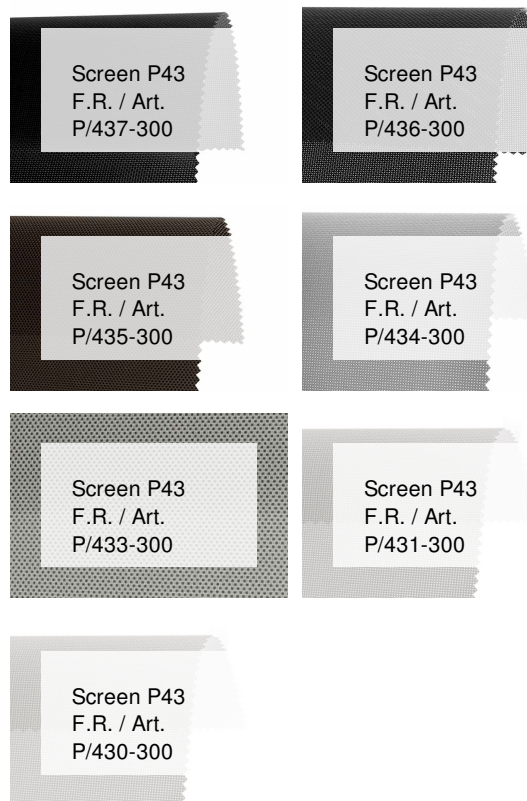 Screen P43
F.R. / Art.
P/437-300
Screen P43
F.R. / Art.
P/436-300
Screen P43
F.R. / Art.
P/435-300
Screen P43
F.R. / Art.
P/434-300
Screen P43
F.R. / Art.
P/433-300
Screen P43
F.R. / Art.
P/431-300
Screen P43
F.R. / Art.
P/430-300